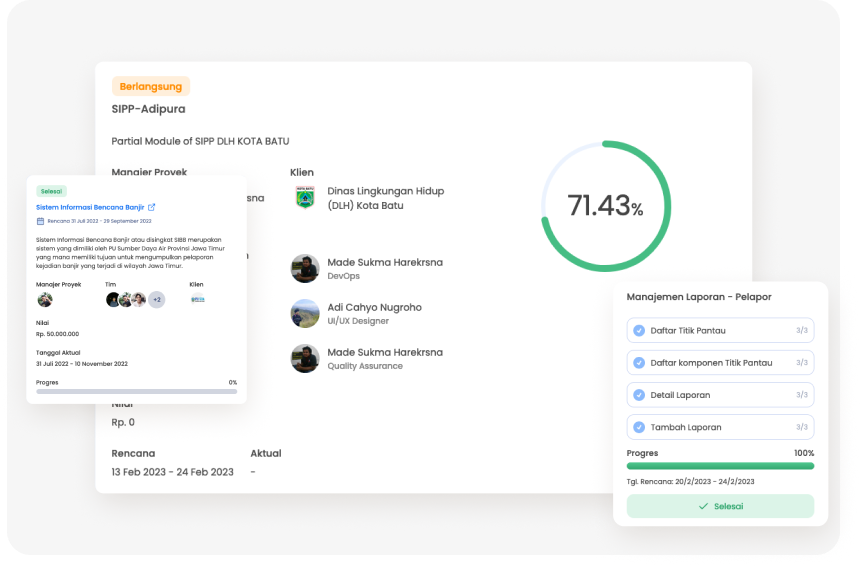 Berlangsung
SIPP-Adipura
Partial Module of SIPP DLH KOTA BATU
Manajer Proyek
Klien
Dinas Lingkungan Hidup
(DLH) Kota Batu
Made Sukma Harekrsna
DevOps
Adi Cahyo Nugroho
UI/UX Designer
Made Sukma Harekrsna
Quality Assurance
Nilai
Rp. 0
Rencana
Aktual
13 Feb 2023 - 24 Feb 2023
-
71.43%
Selesai
Sistem Informasi Bencana Banjir
Rencana 31 Juli 2022 - 29 September 2022
Sistem Informasi Bencana Banjir atau disingkat SIBB merupakan
sistem yang dimiliki oleh PU Sumber Daya Air Provinsi Jawa Timur
yang mana memiliki tujuan untuk mengumpulkan pelaporan
kejadian banjir yang terjadi di wilayah Jawa Timur.
Manajer Proyek
Tim
Klien
+2
Nilai
Rp. 50.000.000
Tanggal Aktual
31 Juli 2022 - 10 November 2022
Progres
0%
Manajemen Laporan - Pelapor
Daftar Titik Pantau
3/3
Daftar komponen Titik Pantau
3/3
Detail Laporan
3/3
Tambah Laporan
3/3
Progres
100%
Tgl. Rencana: 20/2/2023 - 24/2/2023
Selesai